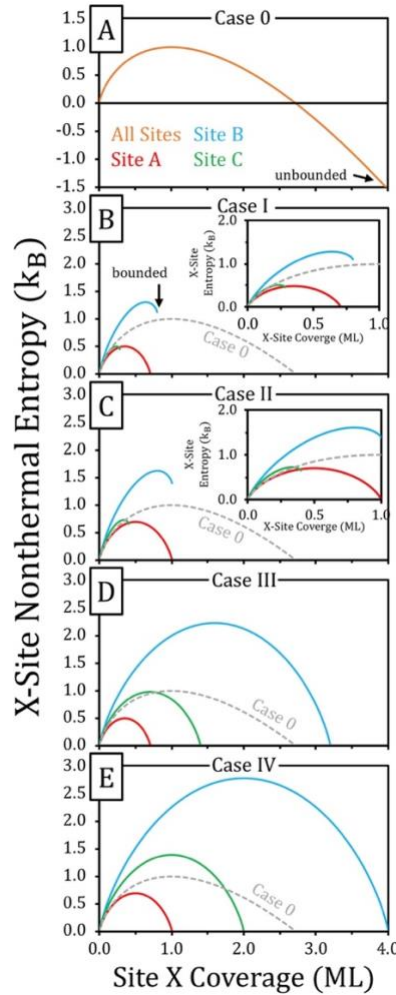 X-Site Nonthermal Entropy (kB)
A
Case 0
1.5
1.0
0.5
0.0
-0.5
-1.0
-1.5
All Sites
Site B
Site A
Site C
unbounded
B
Case I
3.0
2.5
2.0
1.5
1.0
0.5
0.0
bounded
Case 0
X-Site
Entropy (kB)
2.0
1.0
0.0
0.0
0.5
1.0
X-Site Coverge (ML)
C
Case II
3.0
2.5
2.0
1.5
1.0
0.5
0.0
Case 0
X-Site
Entropy (kB)
2.0
1.0
0.0
0.0
0.5
1.0
X-Site Coverge (ML)
D
Case III
3.0
2.5
2.0
1.5
1.0
0.5
0.0
Case 0
E
Case IV
3.0
2.5
2.0
1.5
1.0
0.5
0.0
Case 0
0.0 1.0 2.0 3.0 4.0
Site X Coverage (ML)